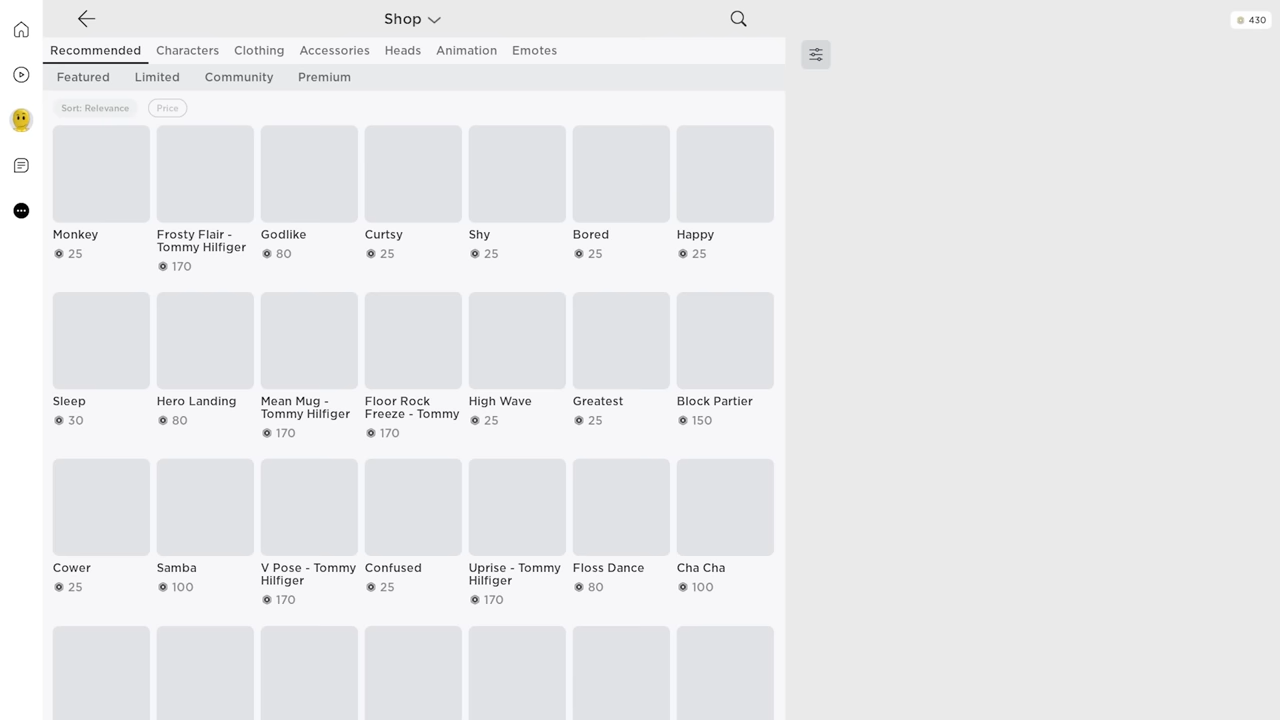 Shop
430
Recommended Characters Clothing Accessories Heads Animation Emotes
Featured Limited Community Premium
Sort: Relevance Price
Monkey
25
Frosty Flair -
Tommy Hilfiger
170
Godlike
80
Curtsy
25
Shy
25
Bored
25
Happy
25
Sleep
30
Hero Landing
80
Mean Mug -
Tommy Hilfiger
170
Floor Rock
Freeze - Tommy
170
High Wave
25
Greatest
25
Block Partier
150
Cower
25
Samba
100
V Pose - Tommy
Hilfiger
170
Confused
25
Uprise - Tommy
Hilfiger
170
Floss Dance
80
Cha Cha
100